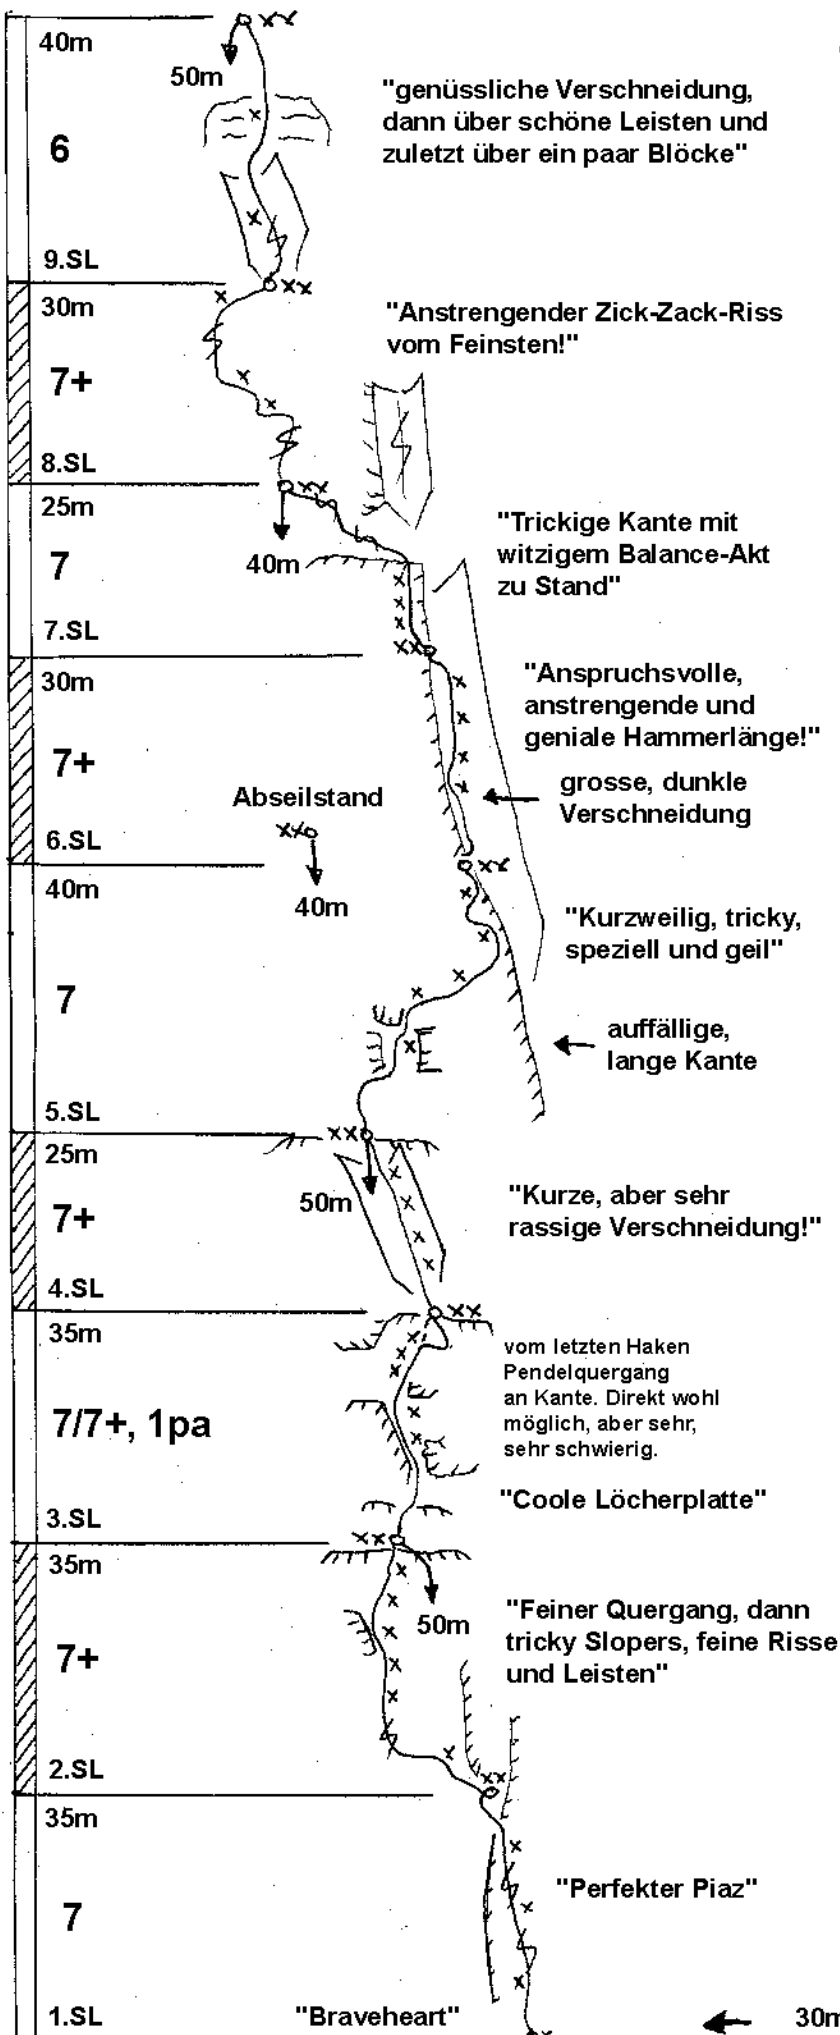 40m
50m
"genüssliche Verschneidung,
dann über schöne Leisten und
zuletzt über ein paar Blöcke"
6
9.SL
30m
"Anstrengender Zick-Zack-Riss
vom Feinsten!"
7+
8.SL
25m
"Trickige Kante mit
witzigem Balance-Akt
zu Stand"
40m
7
7.SL
30m
"Anspruchsvolle,
anstrengende und
geniale Hammerlänge!"
7+
grosse, dunkle
Verschneidung
Abseilstand
6.SL
40m
40m
"Kurzweilig, tricky,
speziell und geil"
7
auffällige,
lange Kante
5.SL
25m
50m
7+
"Kurze, aber sehr
rassige Verschneidung!"
4.SL
35m
vom letzten Haken
Pendelquergang
an Kante. Direkt wohl
möglich, aber sehr,
sehr schwierig.
7/7+, 1pa
"Coole Löcherplatte"
3.SL
35m
50m
"Feiner Quergang, dann
tricky Slopers, feine Risse
und Leisten"
7+
2.SL
35m
"Perfekter Piaz"
7
1.SL
"Braveheart"
30m